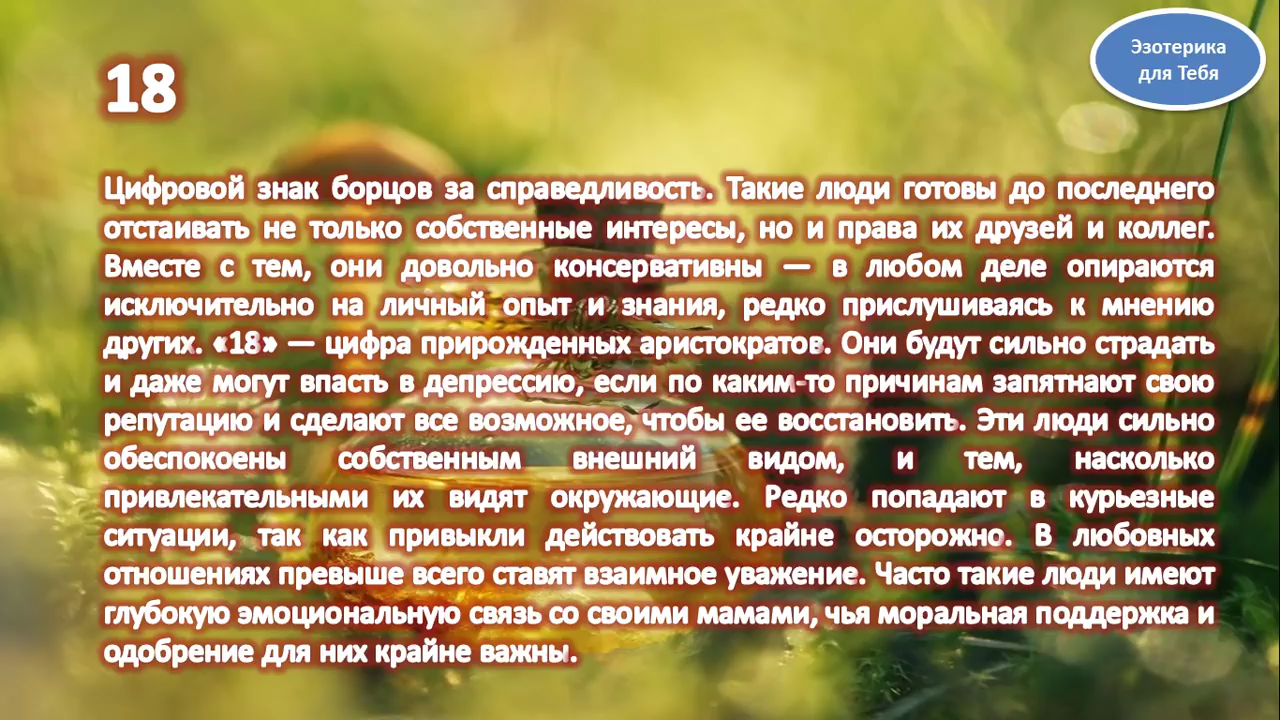 Эзотерика
для Тебя
18
Цифровой знак борцов за справедливость. Такие люди готовы до последнего
отстаивать не только собственные интересы, но и права их друзей и коллег.
Вместе с тем, они довольно консервативны — в любом деле опираются
исключительно на личный опыт и знания, редко прислушиваясь к мнению
других. «18» — цифра прирожденных аристократов. Они будут сильно страдать
и даже могут впасть в депрессию, если по каким-то причинам запятнают свою
репутацию и сделают все возможное, чтобы ее восстановить. Эти люди сильно
обеспокоены собственным внешний видом, и тем, насколько
привлекательными их видят окружающие. Редко попадают в курьезные
ситуации, так как привыкли действовать крайне осторожно. В любовных
отношениях превыше всего ставят взаимное уважение. Часто такие люди имеют
глубокую эмоциональную связь со своими мамами, чья моральная поддержка и
одобрение для них крайне важны.